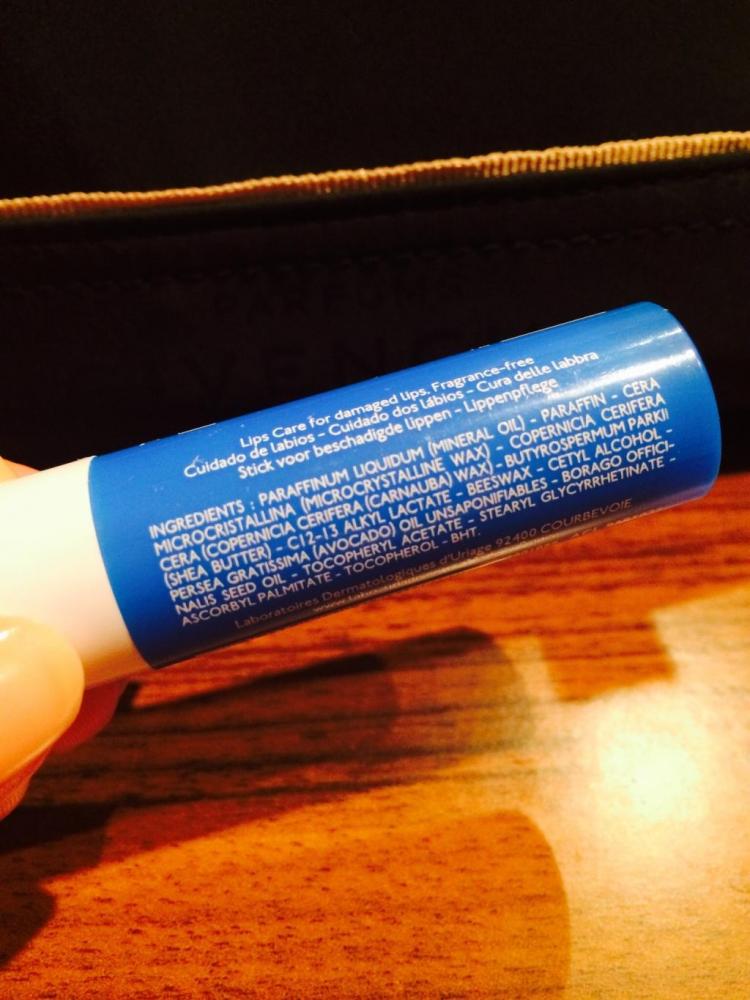 PARFUMS
Lips Care for damaged lips, Fragrance-free
Cuidado de labios - Cuidado dos lábios - Cura delle labbra
Stick voor beschadigde lippen - Lippenpflege
INGREDIENTS : PARAFFINUM LIQUIDUM (MINERAL OIL) - PARAFFIN - CERA
MICROCRISTALLINA (MICROCRYSTALLINE WAX) - COPERNICIA CERIFERA
CERA (COPERNICIA CERIFERA (CARNAUBA) WAX) - BUTYROSPERMUM PARKII
(SHEA BUTTER) - C12-13 ALKYL LACTATE - BEESWAX - CETYL ALCOHOL -
PERSEA GRATISSIMA (AVOCADO) OIL UNSAPONIFIABLES - BORAGO OFFICI-
NALIS SEED OIL - TOCOPHERYL ACETATE - STEARYL GLYCYRRHETINATE -
ASCORBYL PALMITATE - TOCOPHEROL - BHT.
Laboratoires Dermatologiques d'Uriage 92400 COURBEVOIE